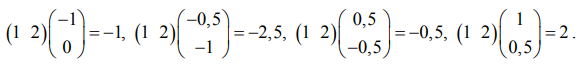 (1 2)(−1 0) = −1, (1 2)(−0,5 −1) = −2,5, (1 2)(0,5 −0,5) = −0,5, (1 2)(1 0,5) = 2 .